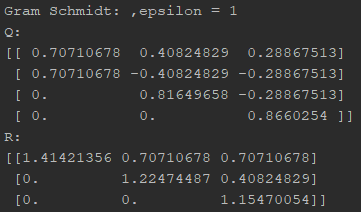 Gram Schmidt: ,epsilon = 1
Q:
[[ 0.70710678  0.40824829  0.28867513]
 [ 0.70710678 -0.40824829 -0.28867513]
 [ 0.          0.81649658 -0.28867513]
 [ 0.          0.          0.8660254 ]]
R:
[[1.41421356 0.70710678 0.70710678]
 [0.         1.22474487 0.40824829]
 [0.         0.         1.15470054]]